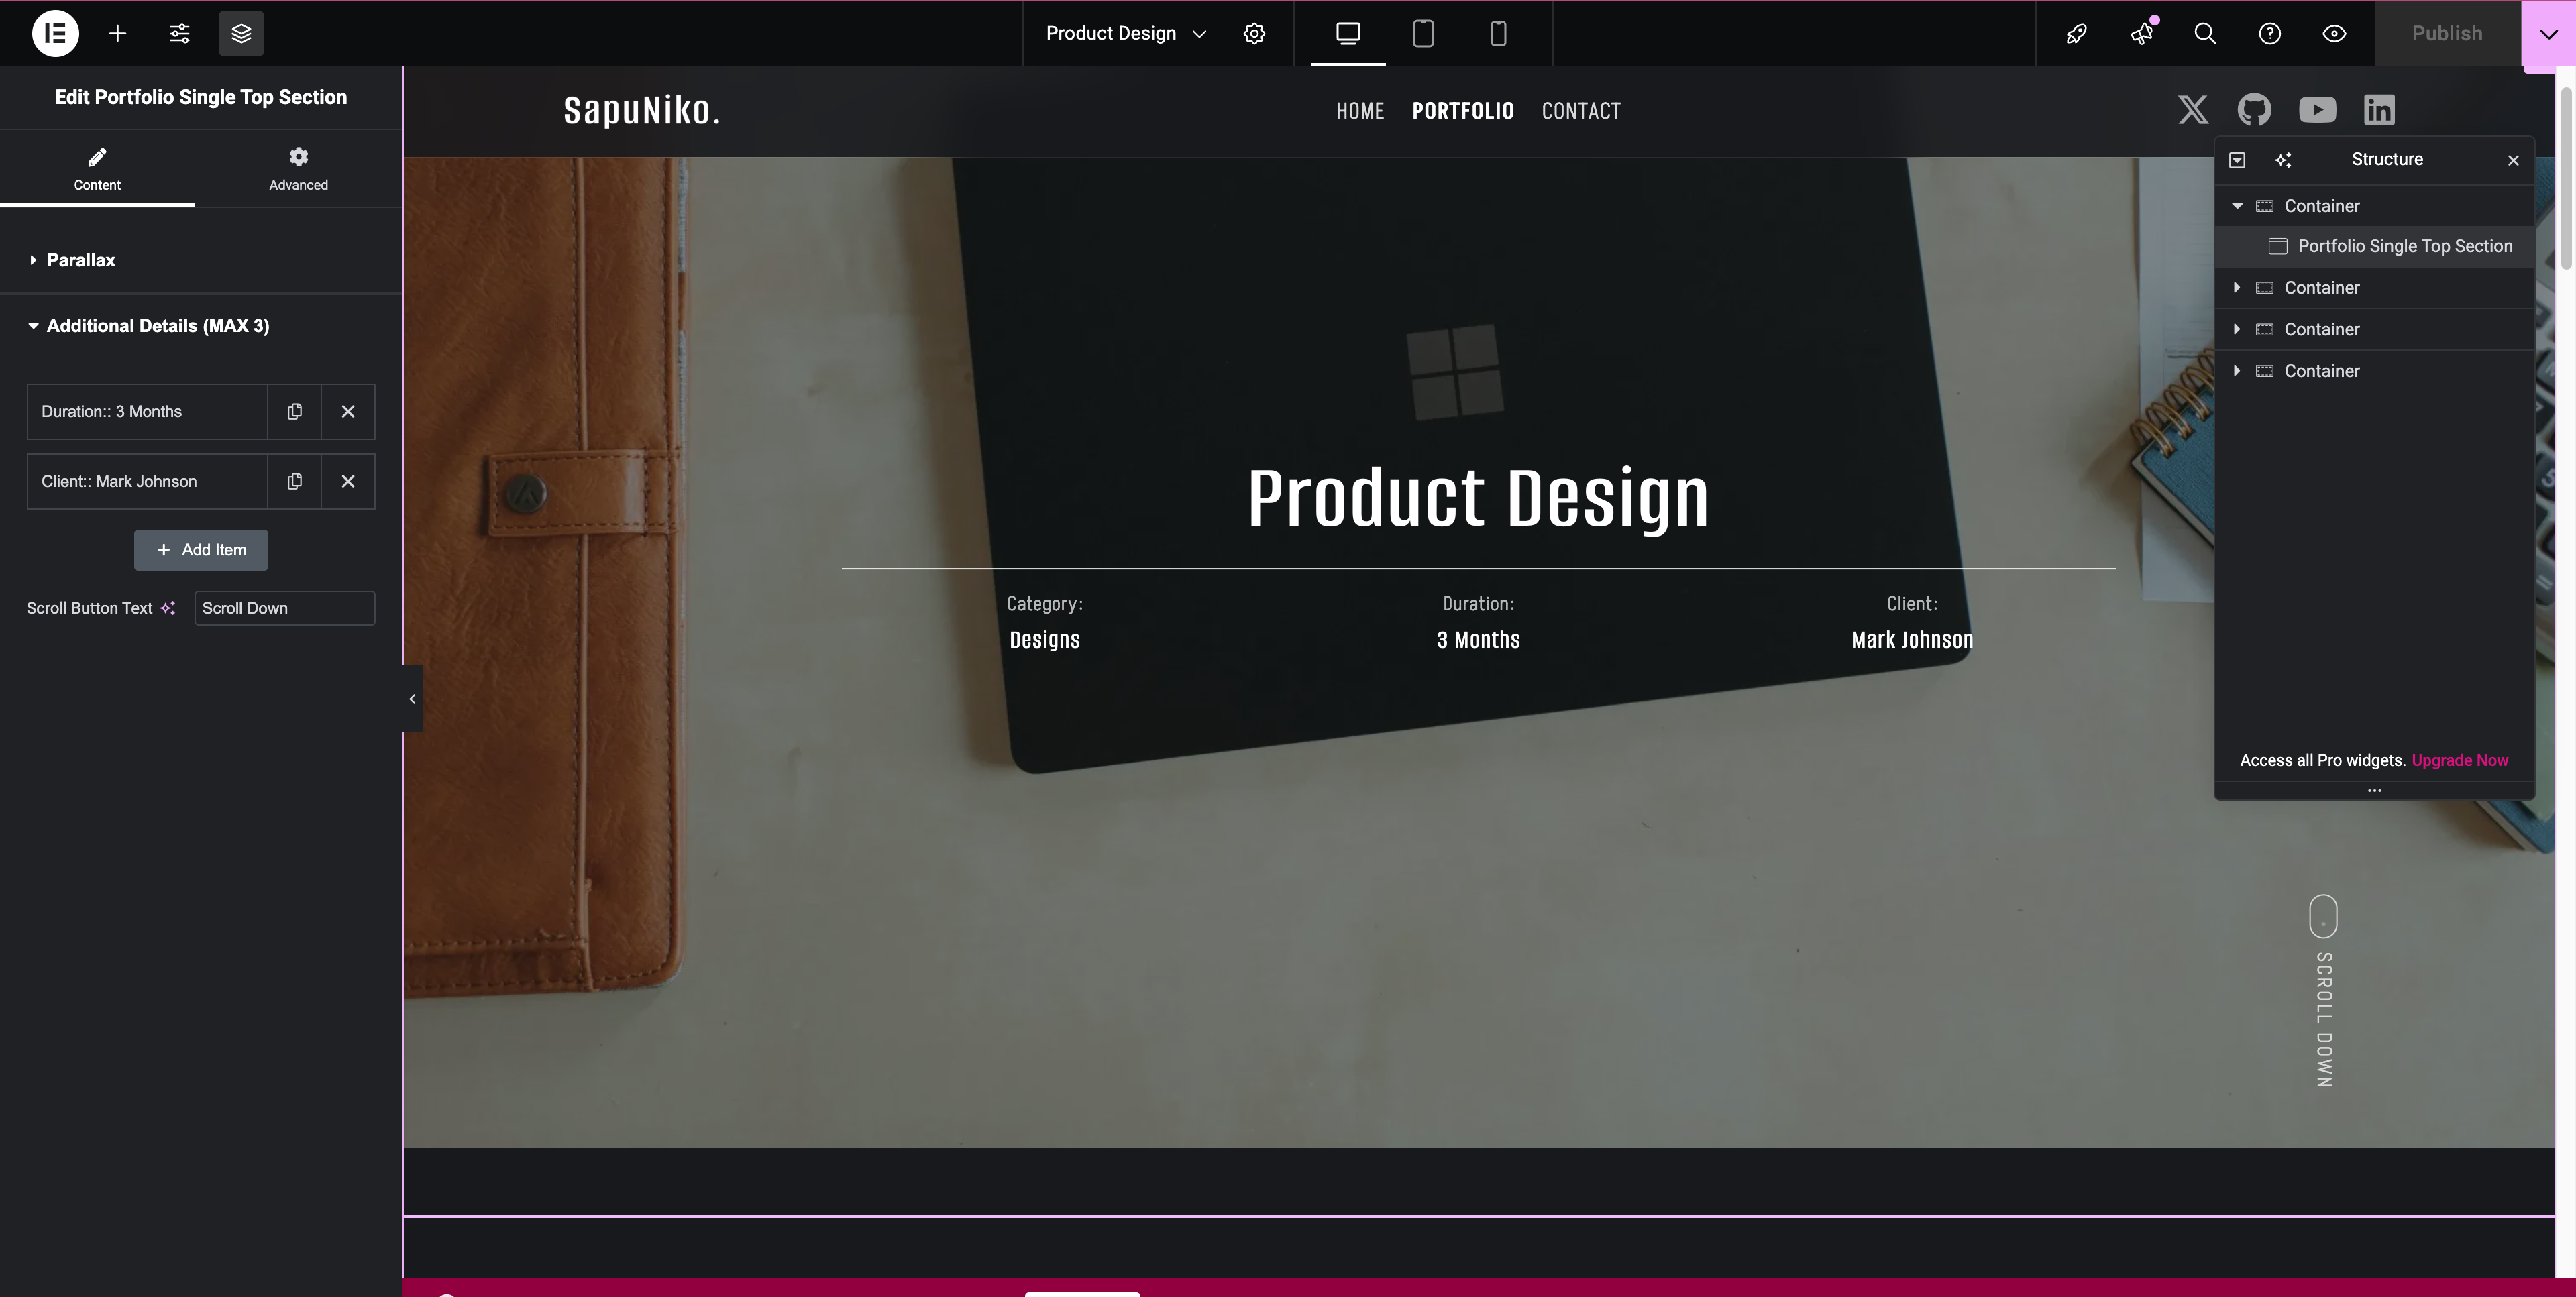 Product Design
Publish
Edit Portfolio Single Top Section
Content
Advanced
Parallax
Additional Details (MAX 3)
Duration:: 3 Months
Client:: Mark Johnson
Add Item
Scroll Button Text
Scroll Down
SapuNiko.
HOME
PORTFOLIO
CONTACT
Product Design
Category:
Designs
Duration:
3 Months
Client:
Mark Johnson
SCROLL DOWN
Structure
Container
Portfolio Single Top Section
Container
Container
Container
Access all Pro widgets. Upgrade Now